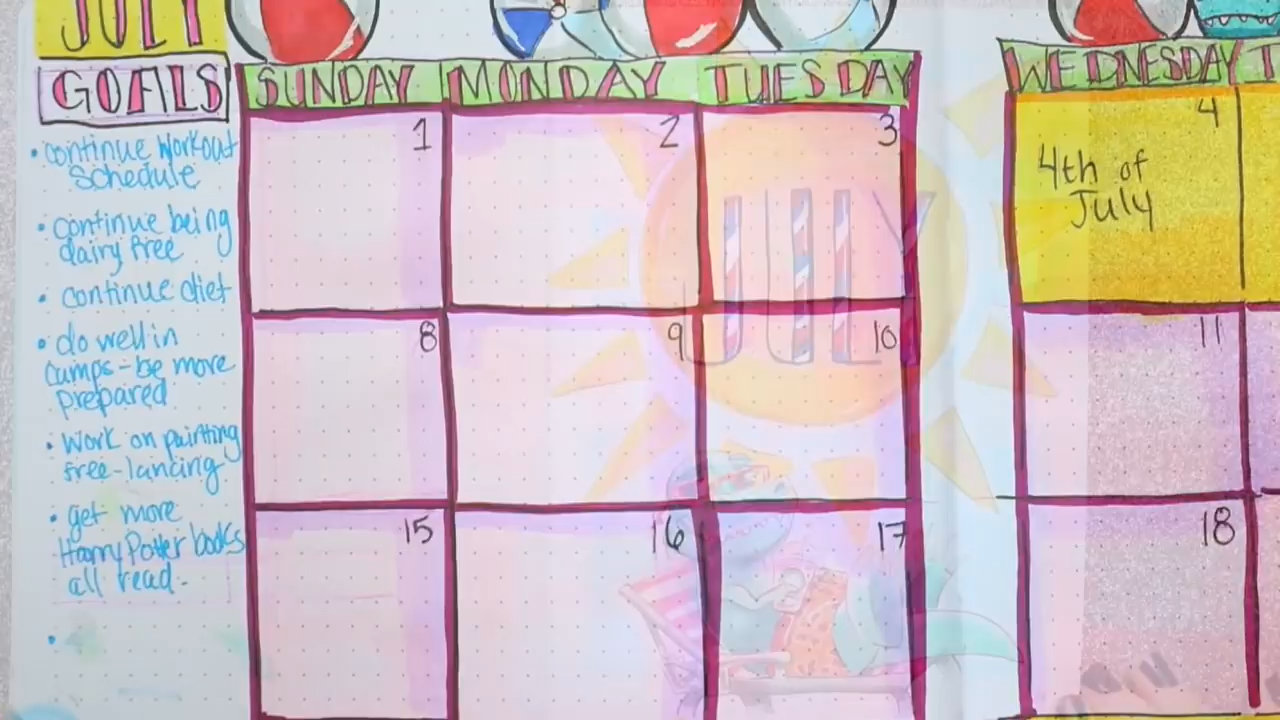 JULY
GOALS
• continue workout
schedule
• continue being
dairy free
• continue diet
• do well in
camps - be more
prepared
• work on painting
free-lancing
• get more
Harry Potter books
all read.
•
SUNDAY MONDAY TUESDAY WEDNESDAY T
1 2 3 4
4th of
July
JULY
8 9 10 11
15 16 17 18